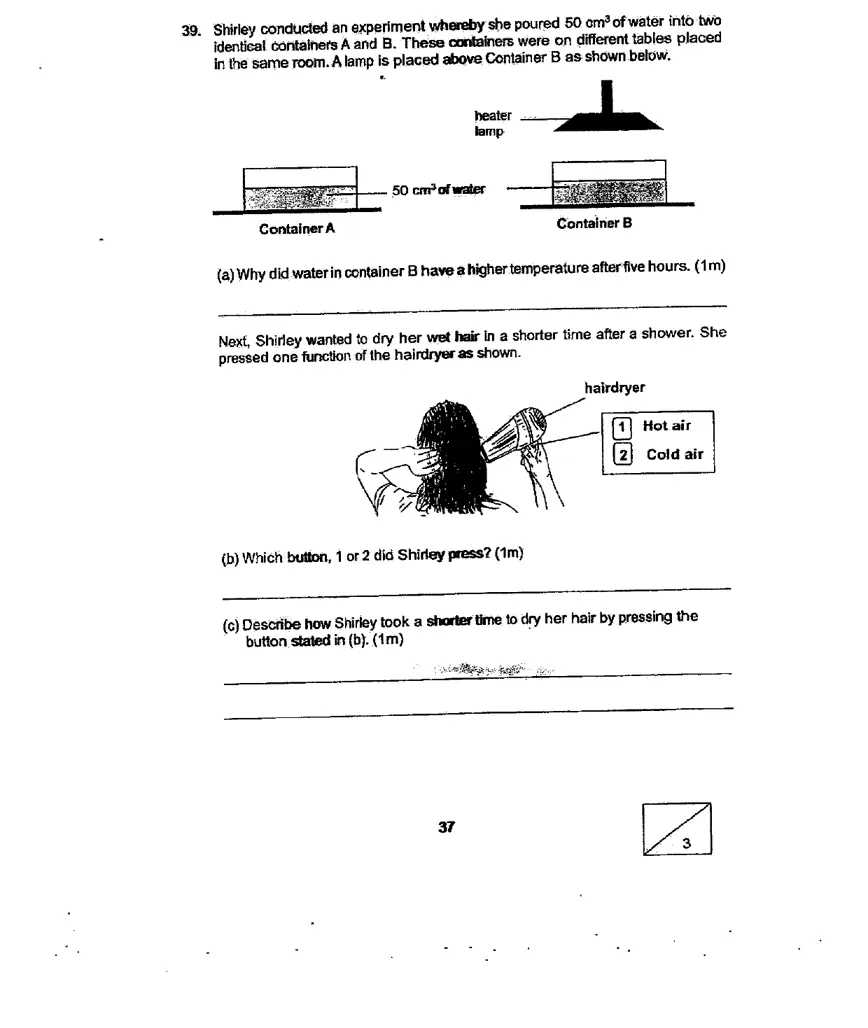 39. Shirley conducted an experiment whereby she poured 50 cm³ of water into two
identical containers A and B. These containers were on different tables placed
in the same room. A lamp is placed above Container B as shown below.
heater
lamp
50 cm³ of water
Container A
Container B
(a) Why did water in container B have a higher temperature after five hours. (1m)
Next, Shirley wanted to dry her wet hair in a shorter time after a shower. She
pressed one function of the hairdryer as shown.
hairdryer
1 Hot air
2 Cold air
(b) Which button, 1 or 2 did Shirley press? (1m)
(c) Describe how Shirley took a shorter time to dry her hair by pressing the
button stated in (b). (1m)
37
3